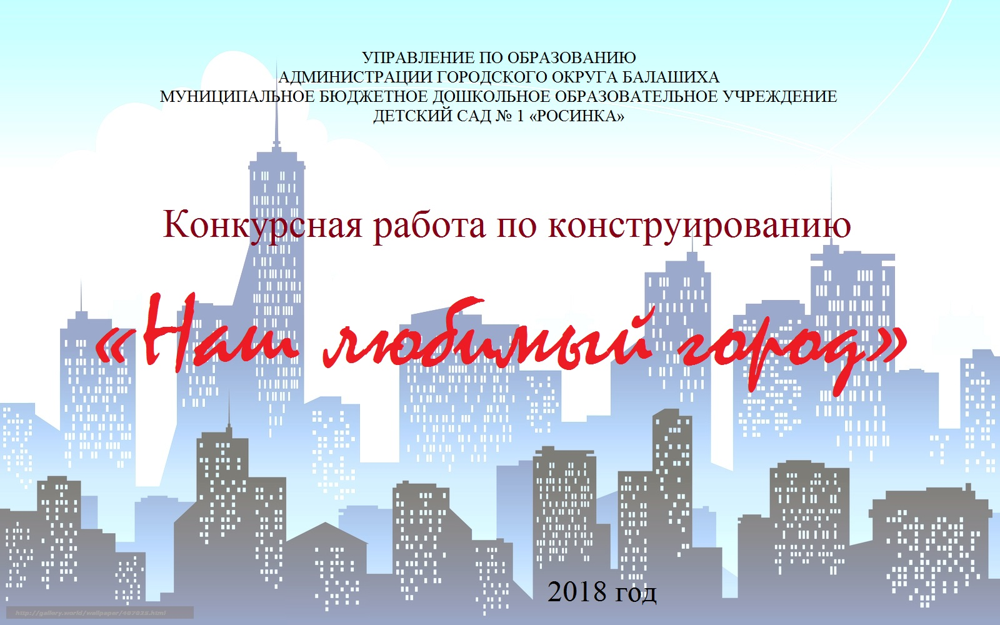 УПРАВЛЕНИЕ ПО ОБРАЗОВАНИЮ
АДМИНИСТРАЦИИ ГОРОДСКОГО ОКРУГА БАЛАШИХА
МУНИЦИПАЛЬНОЕ БЮДЖЕТНОЕ ДОШКОЛЬНОЕ ОБРАЗОВАТЕЛЬНОЕ УЧРЕЖДЕНИЕ
ДЕТСКИЙ САД № 1 «РОСИНКА»
Конкурсная работа по конструированию
«Наш любимый город»
2018 год
http://gallery.world/wallpaper/407028.html